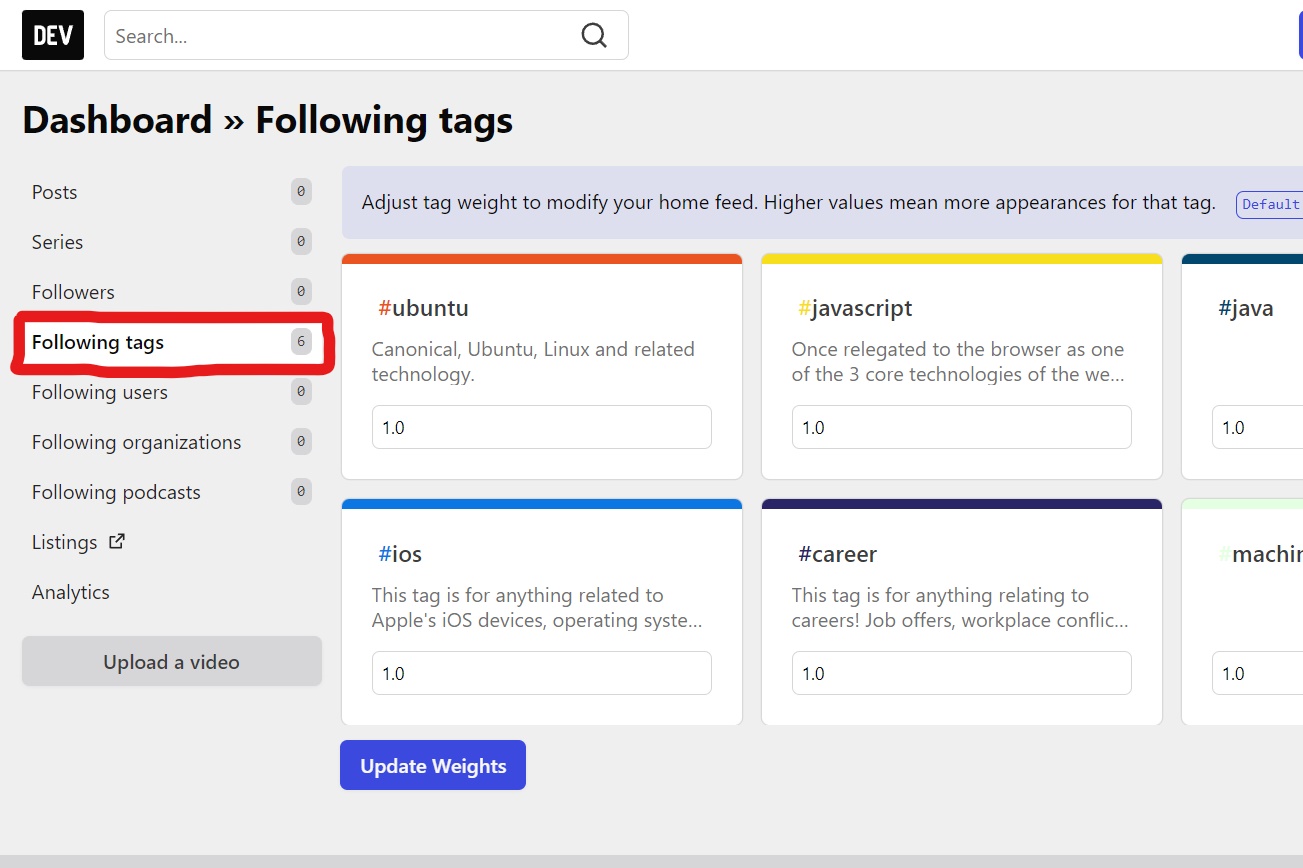 DEV
Search...
Dashboard » Following tags
Posts 0
Series 0
Followers 0
Following tags 6
Following users 0
Following organizations 0
Following podcasts 0
Listings
Analytics
Upload a video
Adjust tag weight to modify your home feed. Higher values mean more appearances for that tag. Default
#ubuntu
Canonical, Ubuntu, Linux and related
technology.
1.0
#javascript
Once relegated to the browser as one
of the 3 core technologies of the we...
1.0
#java
1.0
#ios
This tag is for anything related to
Apple's iOS devices, operating syste...
1.0
#career
This tag is for anything relating to
careers! Job offers, workplace conflic...
1.0
1.0
Update Weights